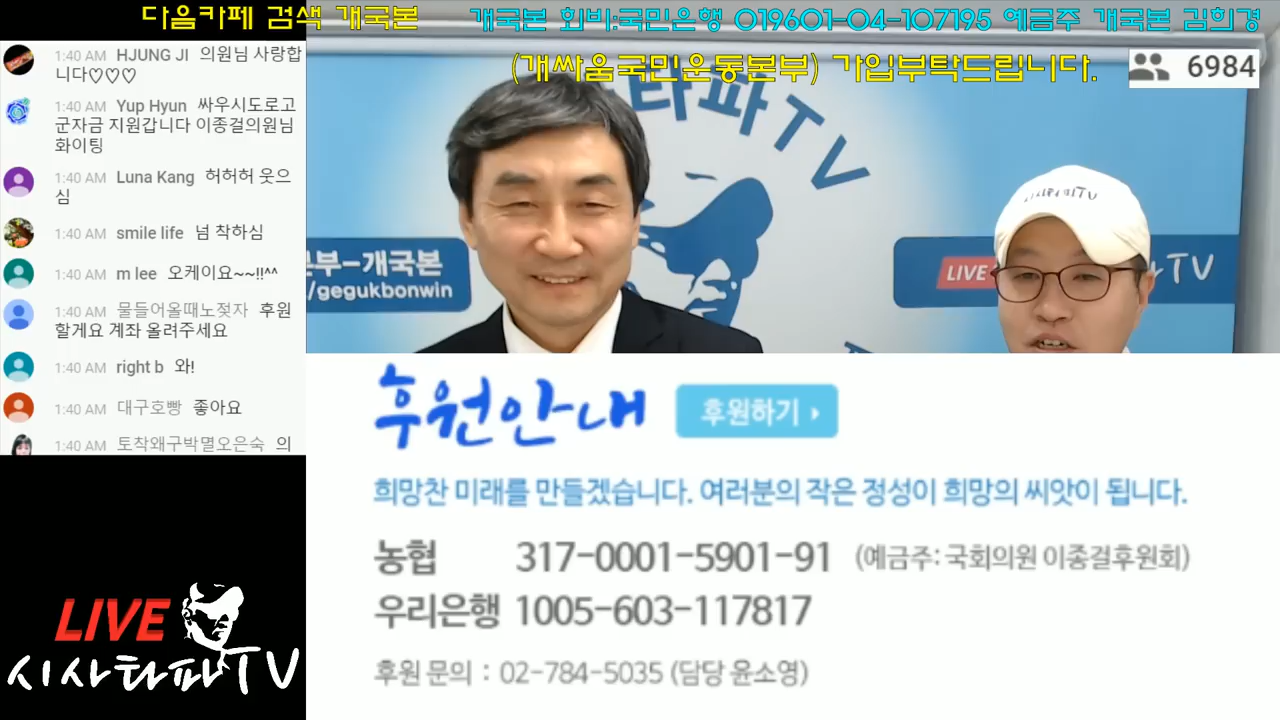 다음카페 검색 개국본
개국본 회비:국민은행 019601-04-107195 예금주 개국본 김희경
(개싸움국민운동본부) 가입부탁드립니다.
6984
1:40 AM HJUNG JI 의원님 사랑합
니다♡♡♡
1:40 AM Yup Hyun 싸우시도로고
군자금 지원갑니다 이종걸의원님
화이팅
1:40 AM Luna Kang 허허허 웃으
심
1:40 AM smile life 넘 착하심
1:40 AM m lee 오케이요~~!!^^
1:40 AM 물들어올때노젖자 후원
할게요 계좌 올려주세요
1:40 AM right b 와!
1:40 AM 대구호빵 좋아요
1:40 AM 토착왜구박멸오은숙 의
타파TV
본부-개국본
/gegukbonwin
LIVE
TV
후원안내
후원하기
희망찬 미래를 만들겠습니다. 여러분의 작은 정성이 희망의 씨앗이 됩니다.
농협 317-0001-5901-91 (예금주: 국회의원 이종걸후원회)
우리은행 1005-603-117817
후원 문의 : 02-784-5035 (담당 윤소영)
LIVE
시사타파TV